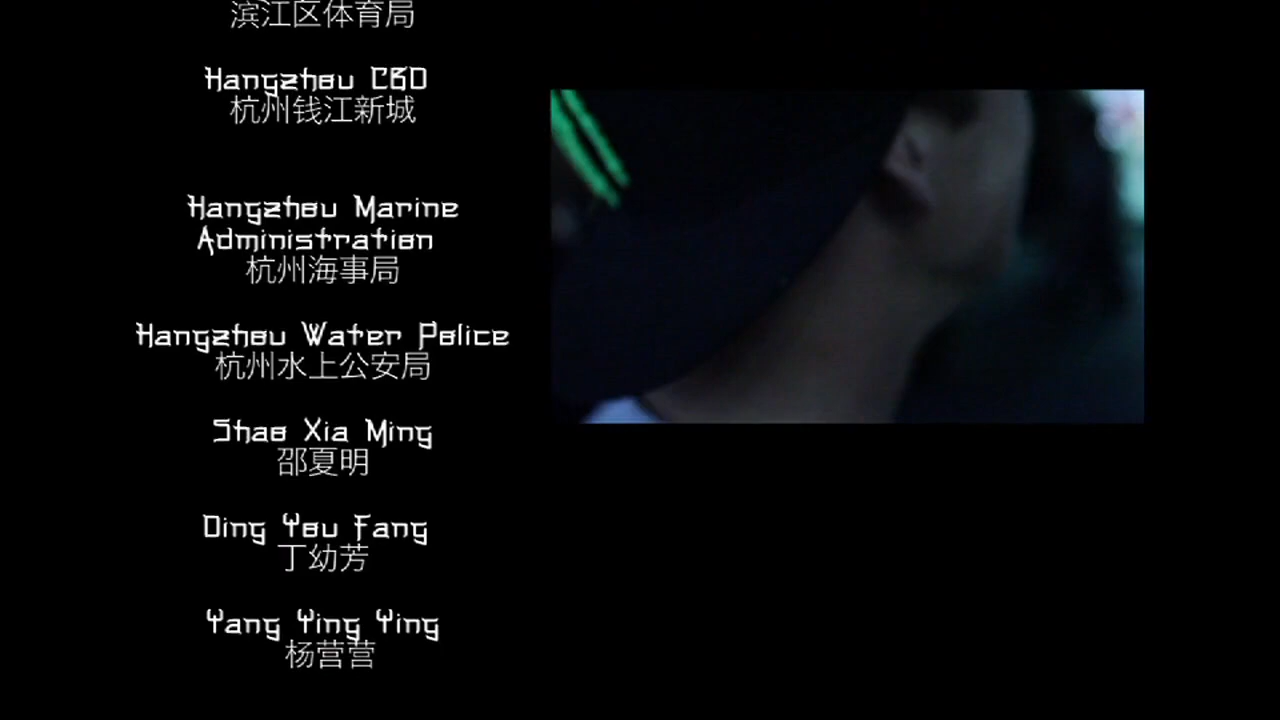 滨江区体育局
Hangzhou CBD
杭州钱江新城
Hangzhou Marine
Administration
杭州海事局
Hangzhou Water Police
杭州水上公安局
Shao Xia Ming
邵夏明
Ding You Fang
丁幼芳
Yang Ying Ying
杨营营